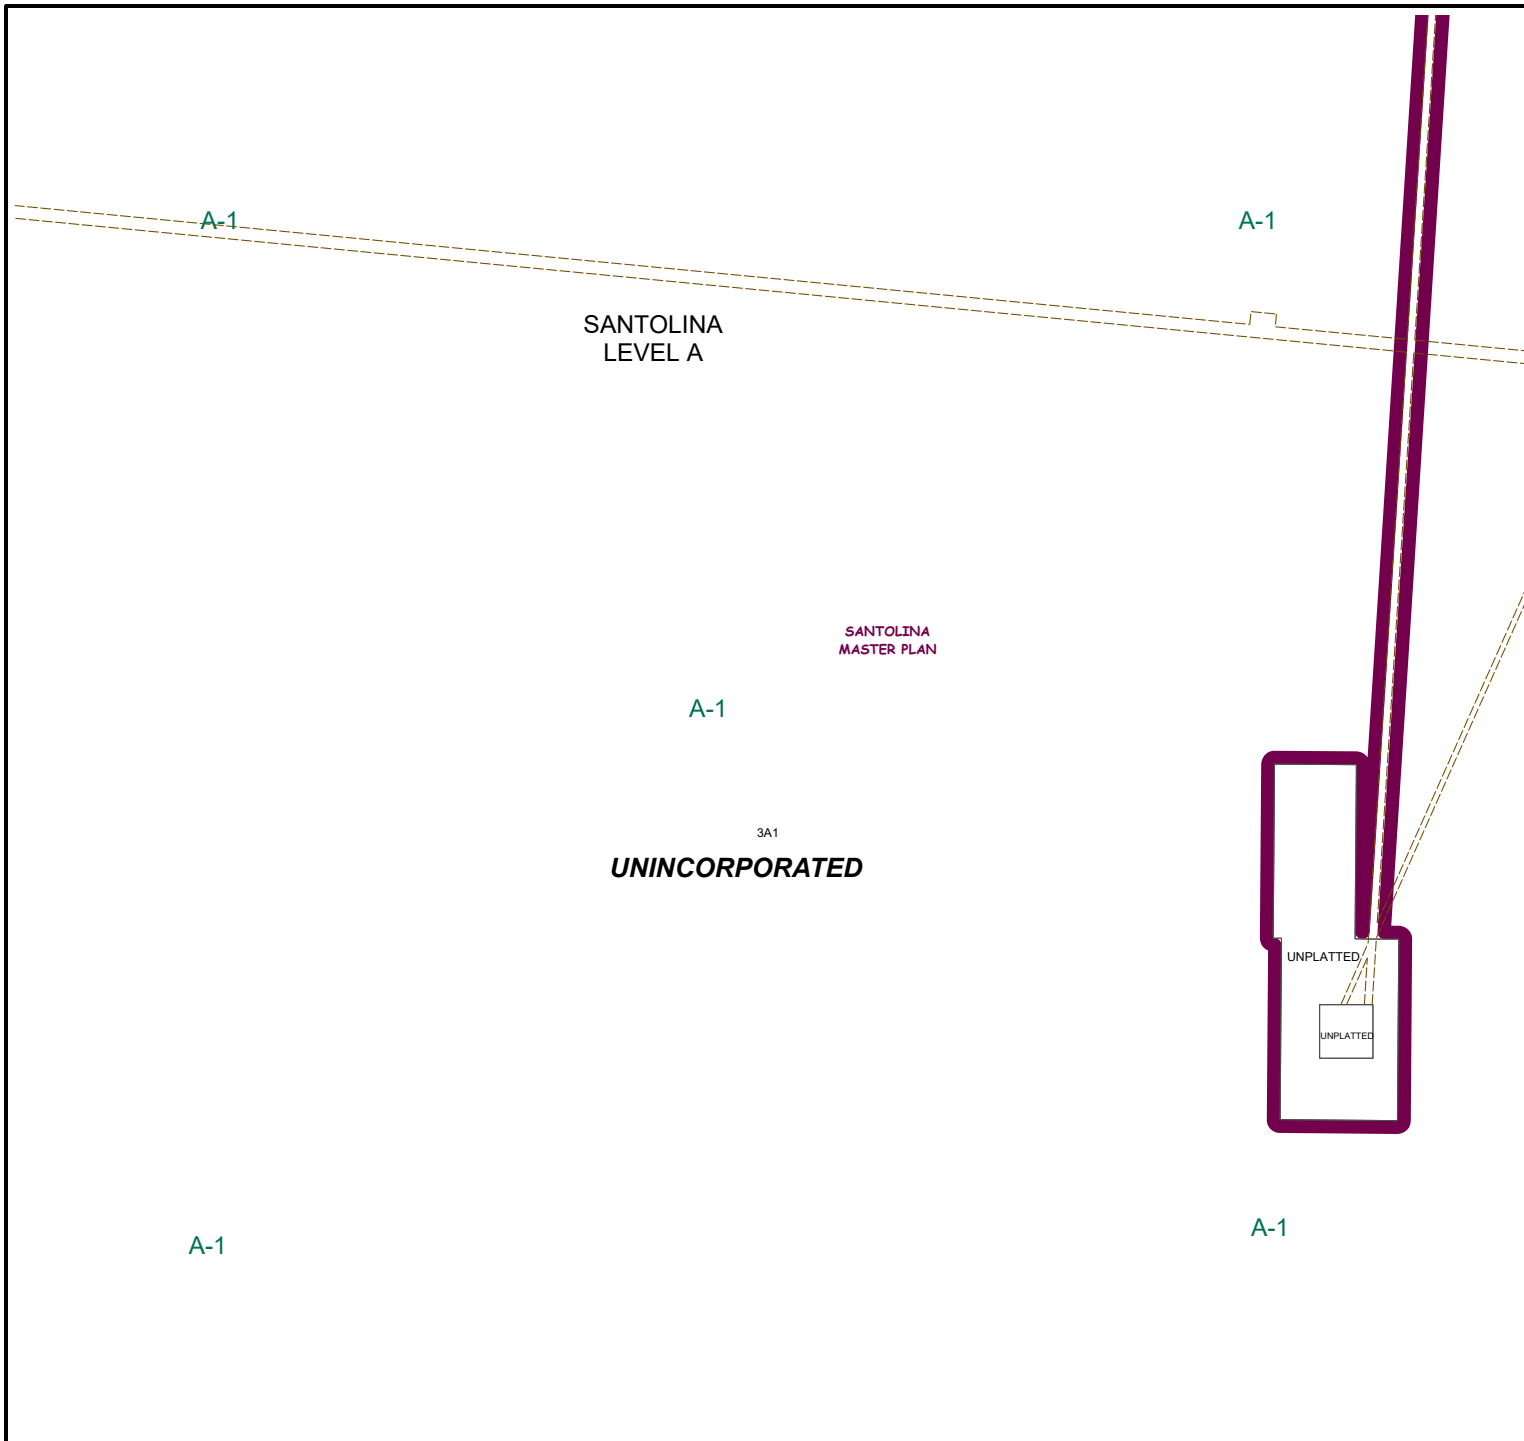 A-1
A-1
SANTOLINA
LEVEL A
SANTOLINA
MASTER PLAN
A-1
3A1
UNINCORPORATED
UNPLATTED
UNPLATTED
A-1
A-1